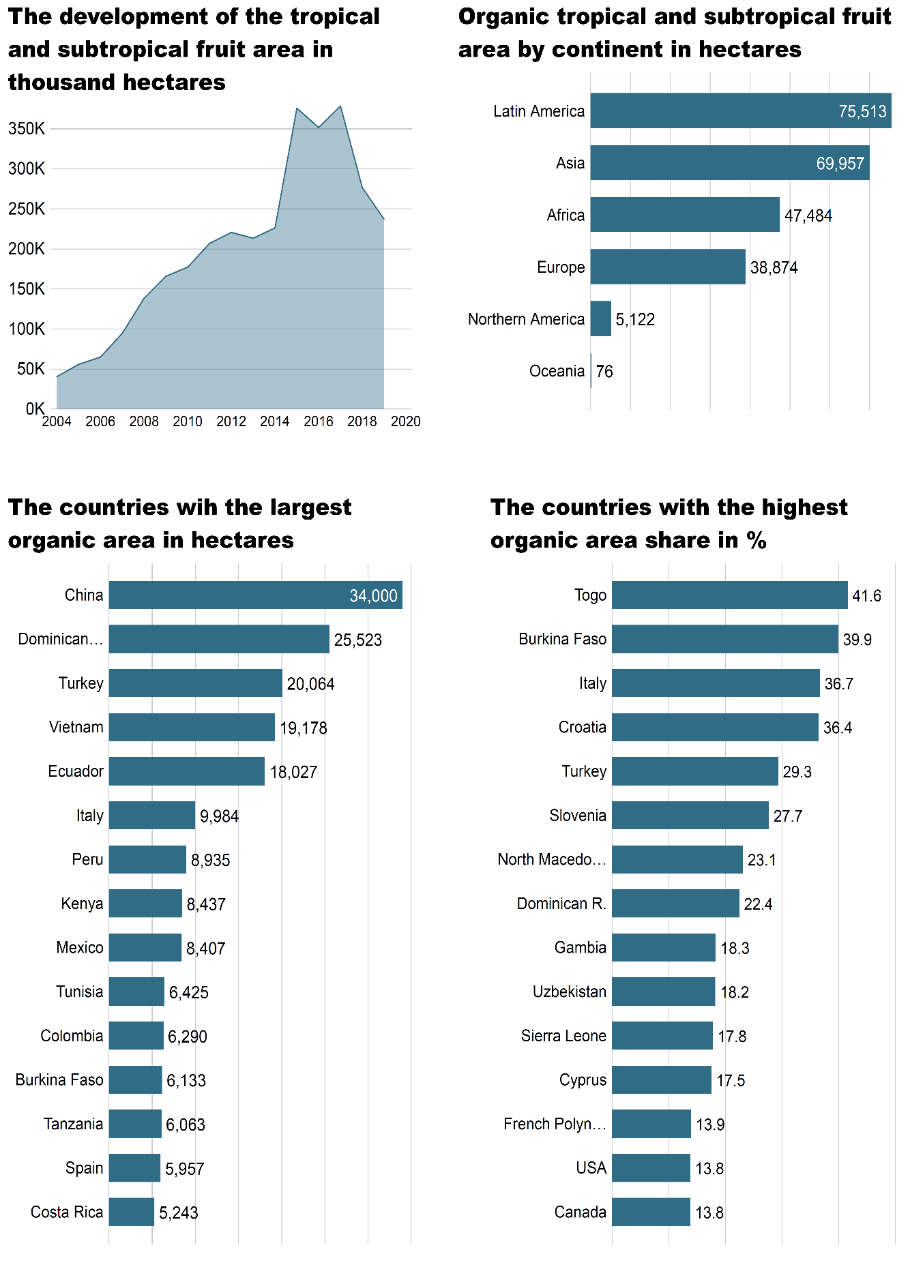 The development of the tropical
and subtropical fruit area in
thousand hectares
350K
300K
250K
200K
150K
100K
50K
0K
2004 2006 2008 2010 2012 2014 2016 2018 2020
Organic tropical and subtropical fruit
area by continent in hectares
Latin America 75,513
Asia 69,957
Africa 47,484
Europe 38,874
Northern America 5,122
Oceania 76
The countries wih the largest
organic area in hectares
China 34,000
Dominican... 25,523
Turkey 20,064
Vietnam 19,178
Ecuador 18,027
Italy 9,984
Peru 8,935
Kenya 8,437
Mexico 8,407
Tunisia 6,425
Colombia 6,290
Burkina Faso 6,133
Tanzania 6,063
Spain 5,957
Costa Rica 5,243
The countries with the highest
organic area share in %
Togo 41.6
Burkina Faso 39.9
Italy 36.7
Croatia 36.4
Turkey 29.3
Slovenia 27.7
North Macedo... 23.1
Dominican R. 22.4
Gambia 18.3
Uzbekistan 18.2
Sierra Leone 17.8
Cyprus 17.5
French Polyn... 13.9
USA 13.8
Canada 13.8